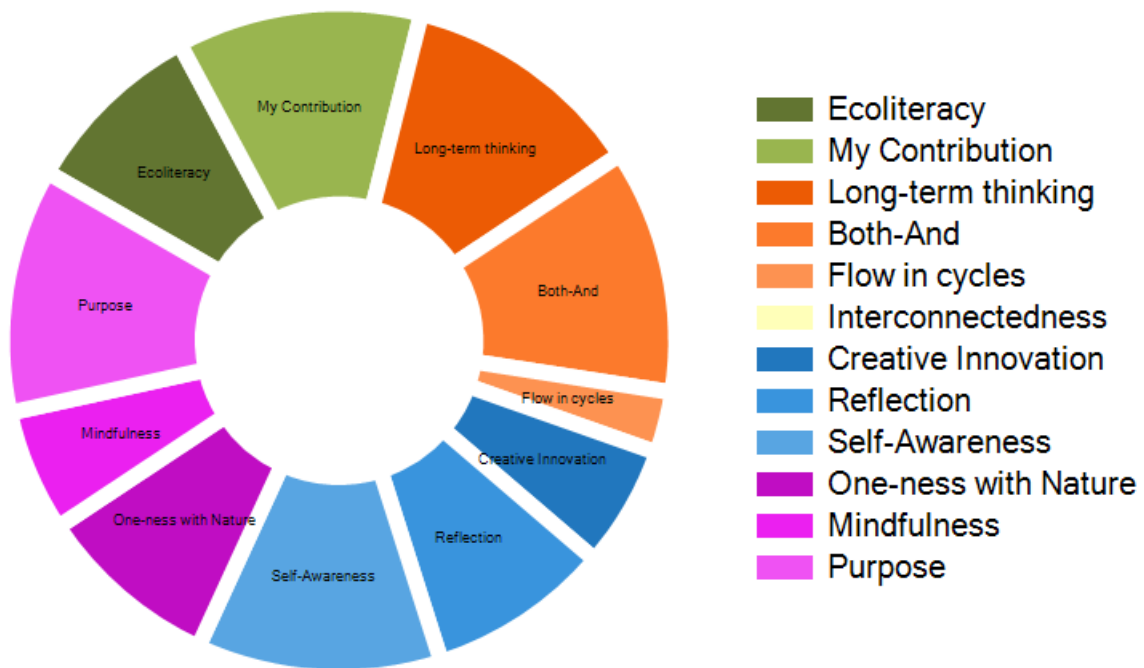 My Contribution
Long-term thinking
Ecoliteracy
Both-And
Purpose
Flow in cycles
Mindfulness
Creative Innovation
One-ness with Nature
Reflection
Self-Awareness
Ecoliteracy
My Contribution
Long-term thinking
Both-And
Flow in cycles
Interconnectedness
Creative Innovation
Reflection
Self-Awareness
One-ness with Nature
Mindfulness
Purpose